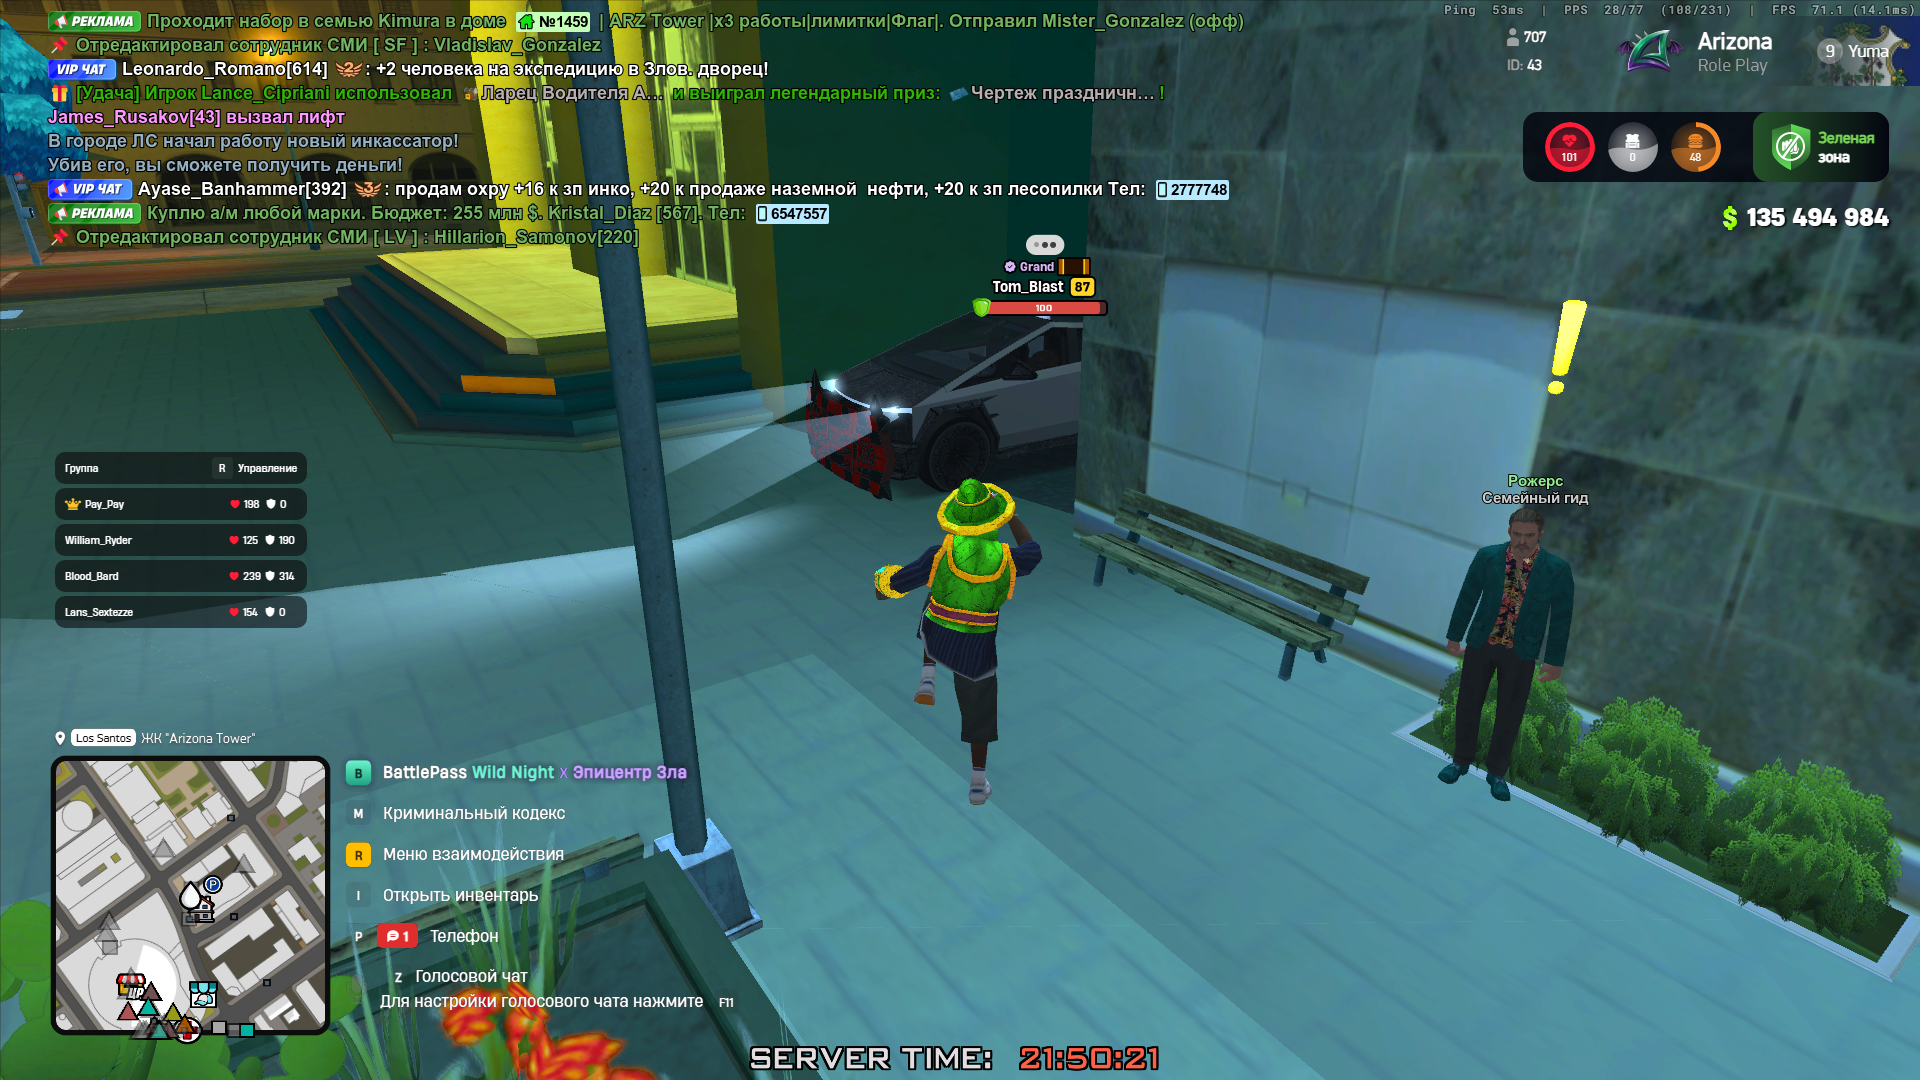 РЕКЛАМА Проходит набор в семью Kimura в доме №1459 | ARZ Tower |x3 работы|лимитки|Флаг|. Отправил Mister_Gonzalez (офф)
Отредактировал сотрудник СМИ [ SF ] : Vladislav_Gonzalez
VIP ЧАТ Leonardo_Romano[614] 2 : +2 человека на экспедицию в Злов. дворец!
[Удача] Игрок Lance_Cipriani использовал Ларец Водителя A... и выиграл легендарный приз: Чертеж праздничн... !
James_Rusakov[43] вызвал лифт
В городе ЛС начал работу новый инкассатор!
Убив его, вы сможете получить деньги!
VIP ЧАТ Ayase_Banhammer[392] 3 : продам охру +16 к зп инко, +20 к продаже наземной нефти, +20 к зп лесопилки Тел: 2777748
РЕКЛАМА Куплю а/м любой марки. Бюджет: 255 млн $. Kristal_Diaz [567]. Тел: 6547557
Отредактировал сотрудник СМИ [ LV ] : Hillarion_Samonov[220]
Ping 53ms | PPS 28/77 (108/231) | FPS 71.1 (14.1ms)
707
ID: 43
Arizona
Role Play
9 Yuma
101
0
48
Зеленая
зона
$ 135 494 984
Grand
Tom_Blast 87
100
Рожерс
Семейный гид
Группа R Управление
Pay_Pay 198 0
William_Ryder 125 190
Blood_Bard 239 314
Lans_Sextezze 154 0
Los Santos ЖК "Arizona Tower"
P
UP
B BattlePass Wild Night x Эпицентр Зла
M Криминальный кодекс
R Меню взаимодействия
I Открыть инвентарь
P 1 Телефон
Z Голосовой чат
Для настройки голосового чата нажмите F11
SERVER TIME: 21:50:21